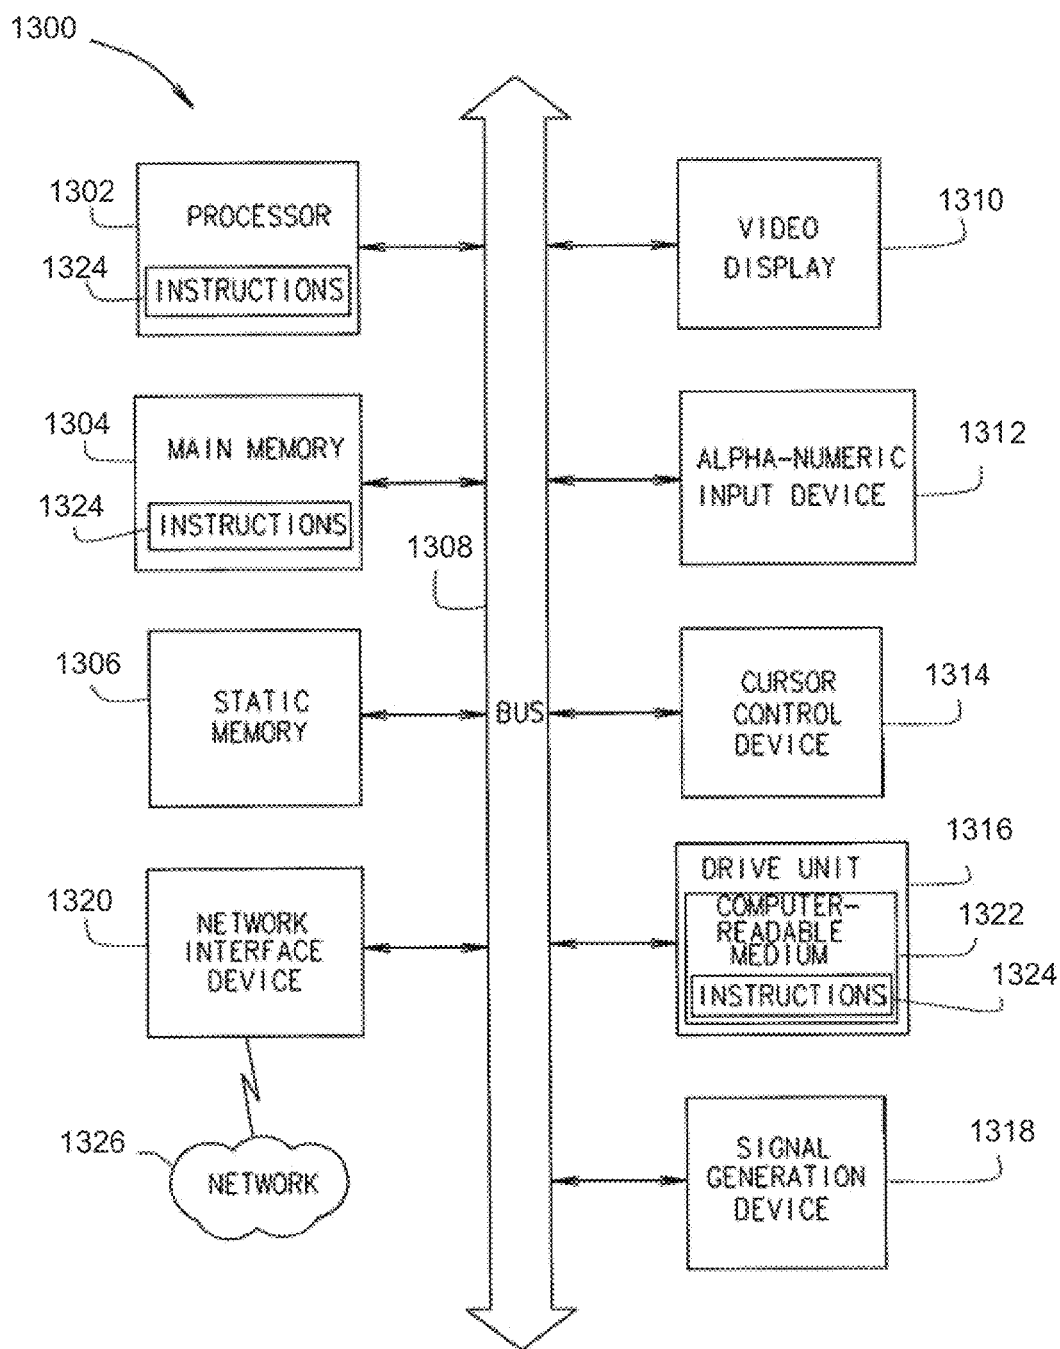 1300
1302
PROCESSOR
1324
INSTRUCTIONS
1304
MAIN MEMORY
1324
INSTRUCTIONS
1308
1306
STATIC
MEMORY
1320
NETWORK
INTERFACE
DEVICE
1326
NETWORK
BUS
VIDEO
DISPLAY
1310
ALPHA-NUMERIC
INPUT DEVICE
1312
CURSOR
CONTROL
DEVICE
1314
DRIVE UNIT
1316
COMPUTER-
READABLE
MEDIUM
1322
INSTRUCTIONS
1324
SIGNAL
GENERATION
DEVICE
1318